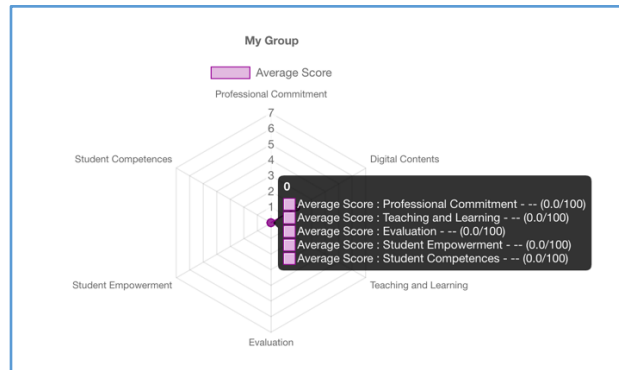 My Group
Average Score
Professional Commitment
7
6
5
4
3
2
1
Student Competences
Digital Contents
0
Average Score : Professional Commitment - -- (0.0/100)
Average Score : Teaching and Learning - -- (0.0/100)
Average Score : Evaluation - -- (0.0/100)
Average Score : Student Empowerment - -- (0.0/100)
Average Score : Student Competences - -- (0.0/100)
Student Empowerment
Teaching and Learning
Evaluation